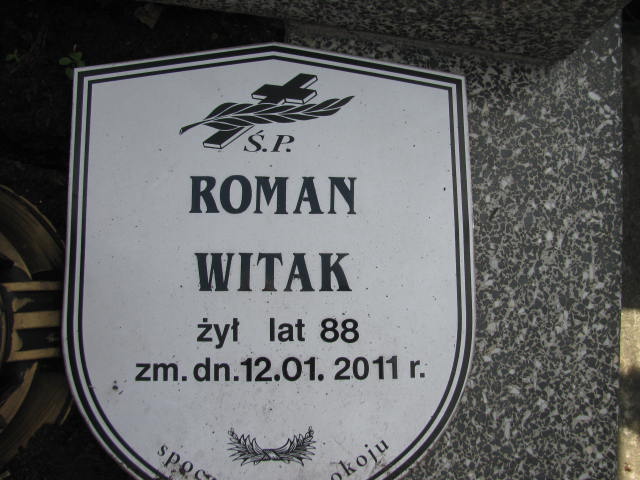 Ś.P.
ROMAN
WITAK
żył lat 88
zm. dn. 12.01. 2011 r.